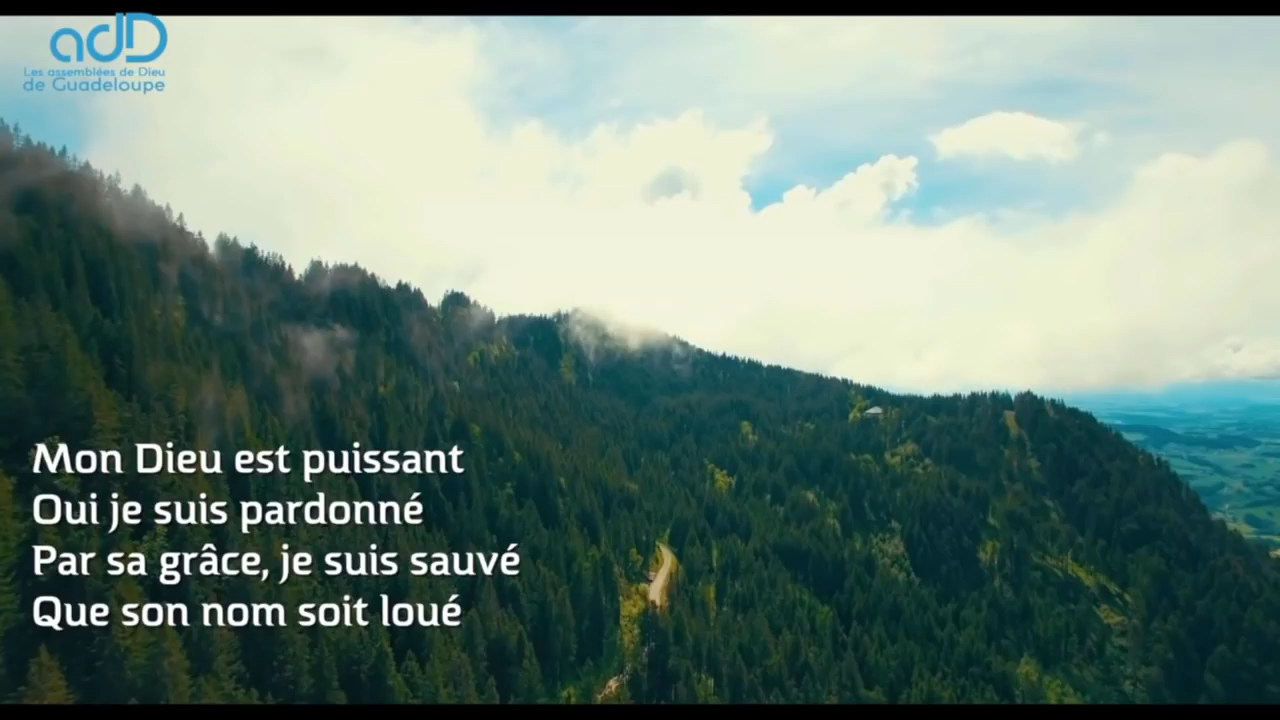 adD
Les assemblées de Dieu
de Guadeloupe
Mon Dieu est puissant
Oui je suis pardonné
Par sa grâce, je suis sauvé
Que son nom soit loué